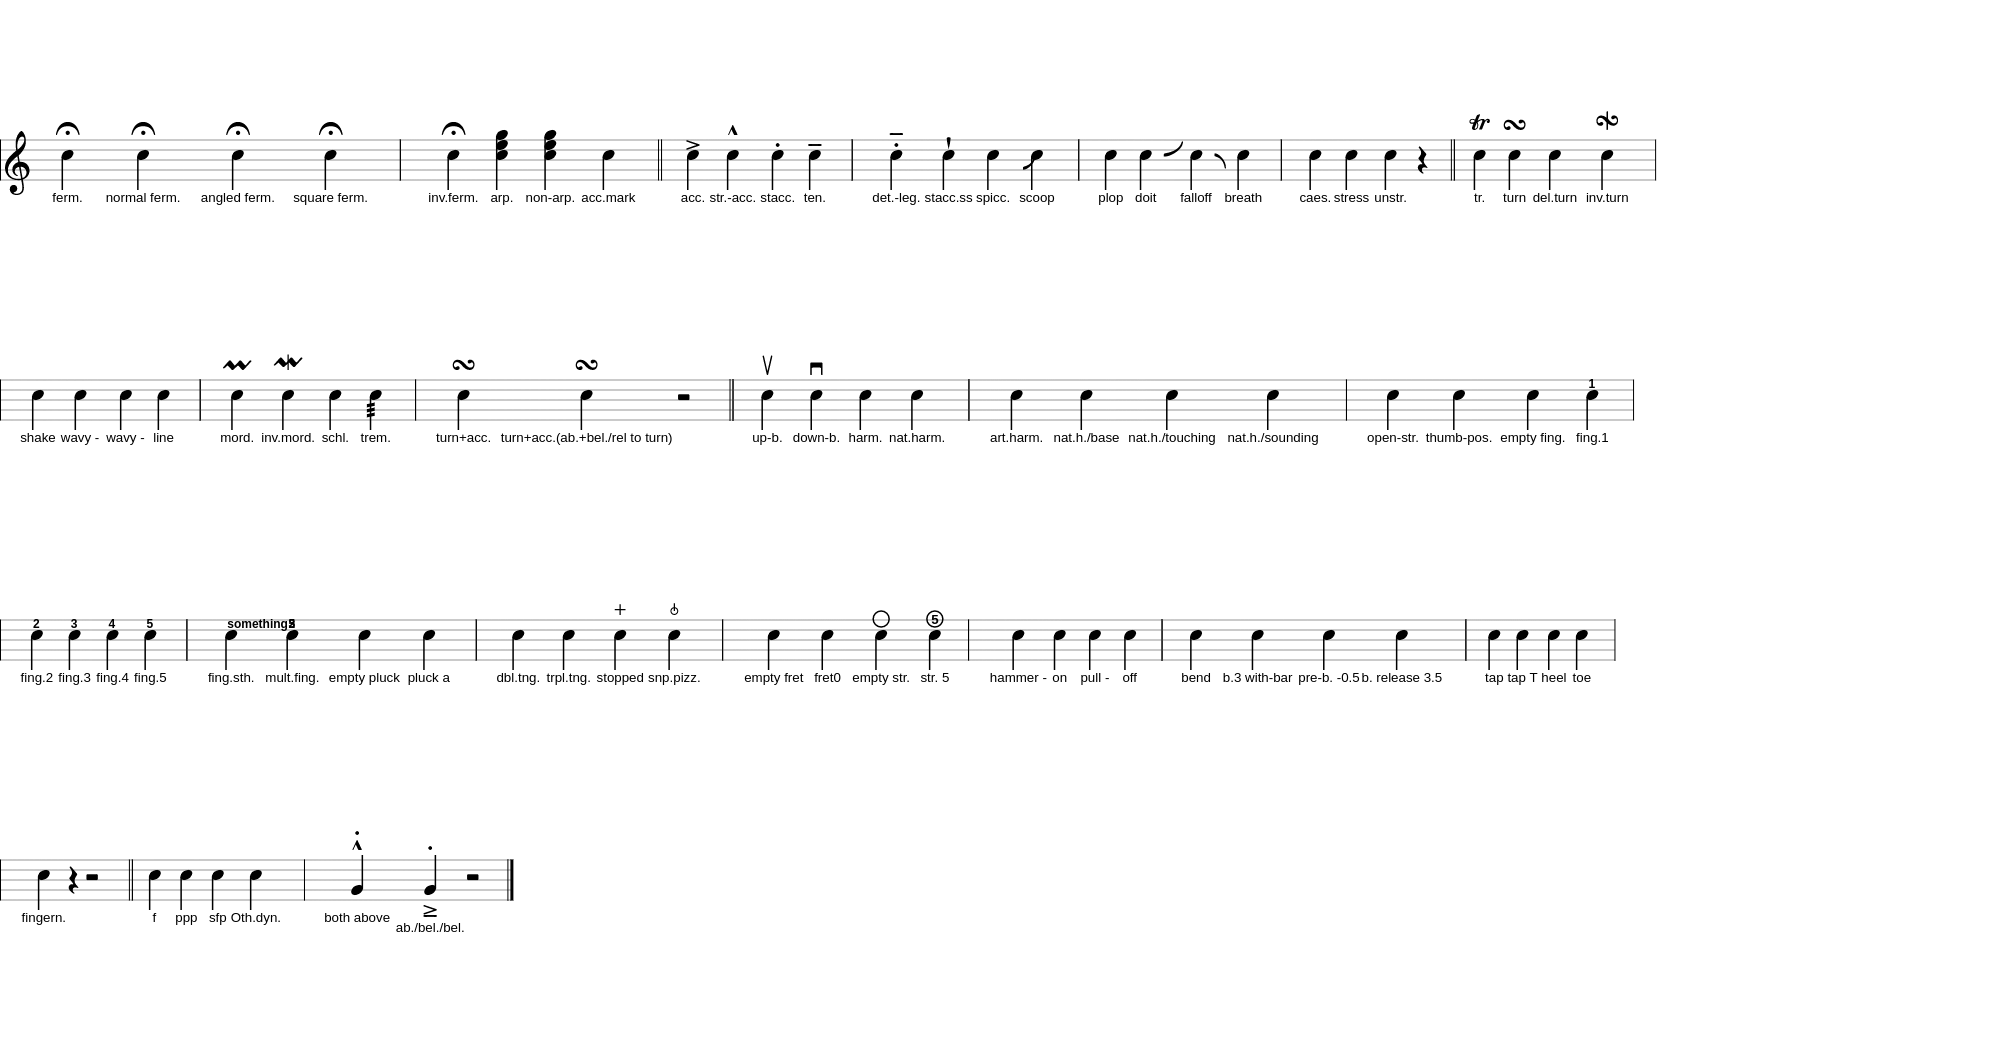 tr
ferm. normal ferm. angled ferm. square ferm. inv.ferm. arp. non-arp. acc.mark acc. str.-acc. stacc. ten. det.-leg. stacc.ss spicc. scoop plop doit falloff breath caes. stress unstr. tr. turn del.turn inv.turn
1
shake wavy - wavy - line mord. inv.mord. schl. trem. turn+acc. turn+acc.(ab.+bel./rel to turn) up-b. down-b. harm. nat.harm. art.harm. nat.h./base nat.h./touching nat.h./sounding open-str. thumb-pos. empty fing. fing.1
2 3 4 5 something 5
fing.2 fing.3 fing.4 fing.5 fing.sth. mult.fing. empty pluck pluck a dbl.tng. trpl.tng. stopped snp.pizz. empty fret fret0 empty str. str. 5 hammer - on pull - off bend b.3 with-bar pre-b. -0.5 b. release 3.5 tap tap T heel toe
fingern. f ppp sfp Oth.dyn. both above
ab./bel./bel.